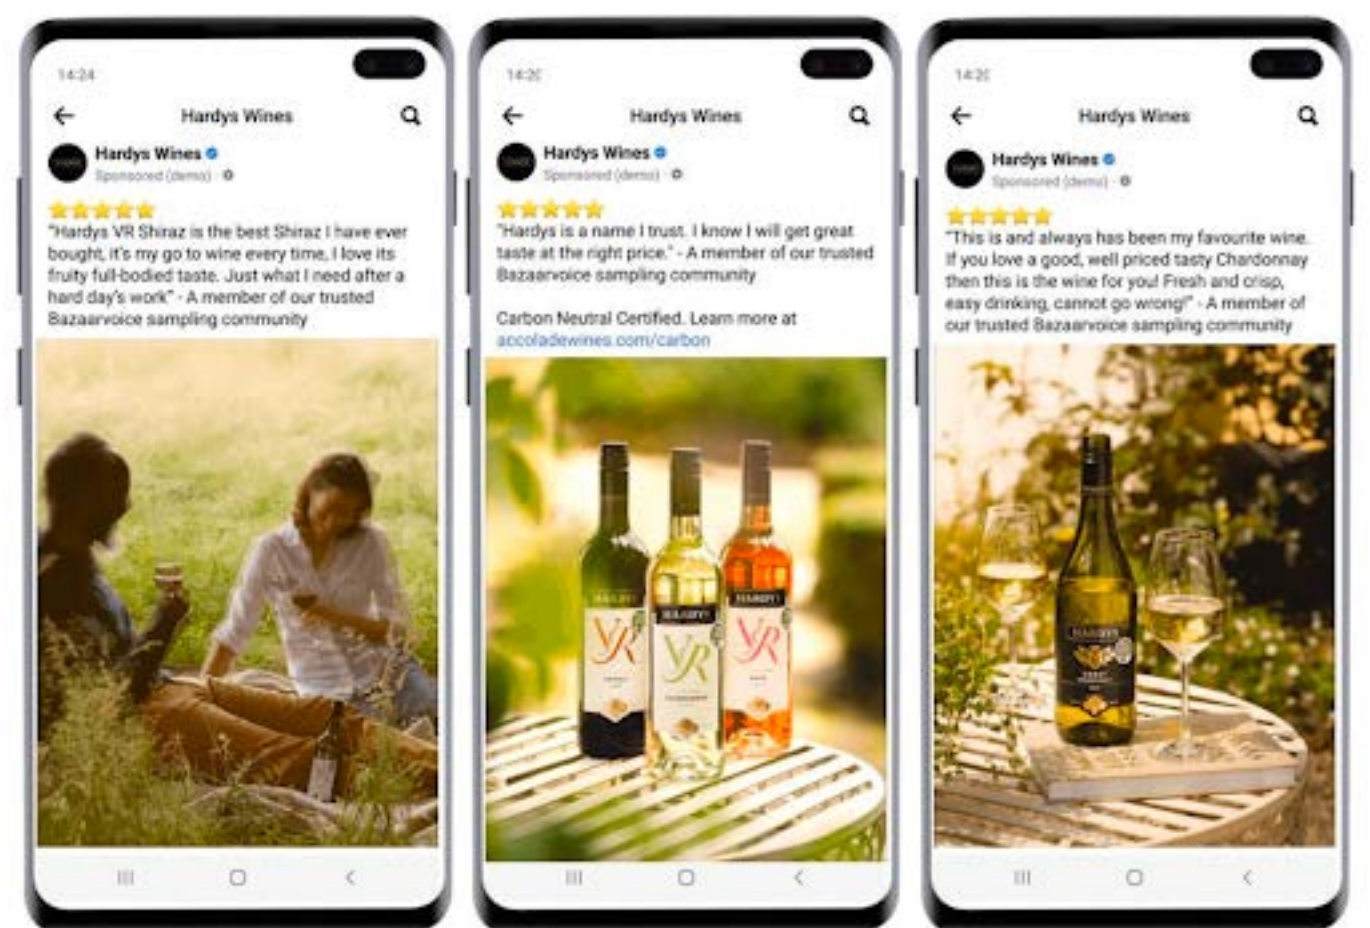 14:24
Hardys Wines
Hardys Wines
Sponsored (demo) ·
"Hardys VR Shiraz is the best Shiraz I have ever
bought, it's my go to wine every time, I love its
fruity full-bodied taste. Just what I need after a
hard day's work" - A member of our trusted
Bazaarvoice sampling community
14:2
Hardys Wines
Hardys Wines
Sponsored (demo) ·
"Hardys is a name I trust. I know I will get great
taste at the right price." - A member of our trusted
Bazaarvoice sampling community
Carbon Neutral Certified. Learn more at
accoladewines.com/carbon
HARDYS
VR
HARDYS
VR
HARDYS
VR
14:2
Hardys Wines
Hardys Wines
Sponsored (demo) ·
"This is and always has been my favourite wine.
If you love a good, well priced tasty Chardonnay
then this is the wine for you! Fresh and crisp,
easy drinking, cannot go wrong!" - A member of
our trusted Bazaarvoice sampling community
HARDYS